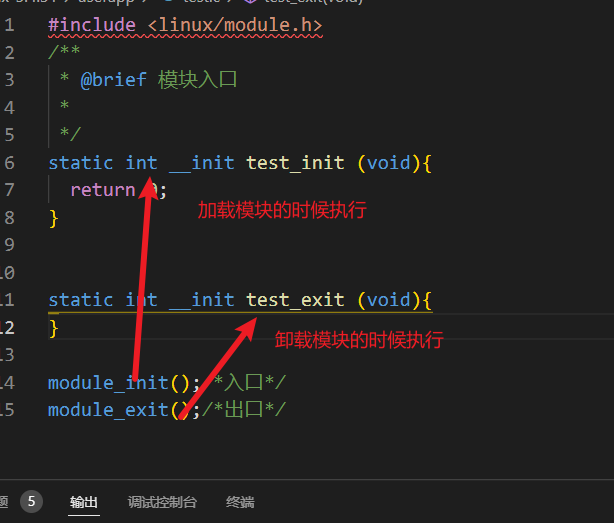 test_exit(void)
1 #include <linux/module.h>
2 /**
3 * @brief 模块入口
4 *
5 */
6 static int __init test_init (void){
7 return 0;
加载模块的时候执行
8 }
9
10
11 static int __init test_exit (void){
12 }
卸载模块的时候执行
13
14 module_init(); /*入口*/
15 module_exit();/*出口*/
题 5 输出 调试控制台 终端